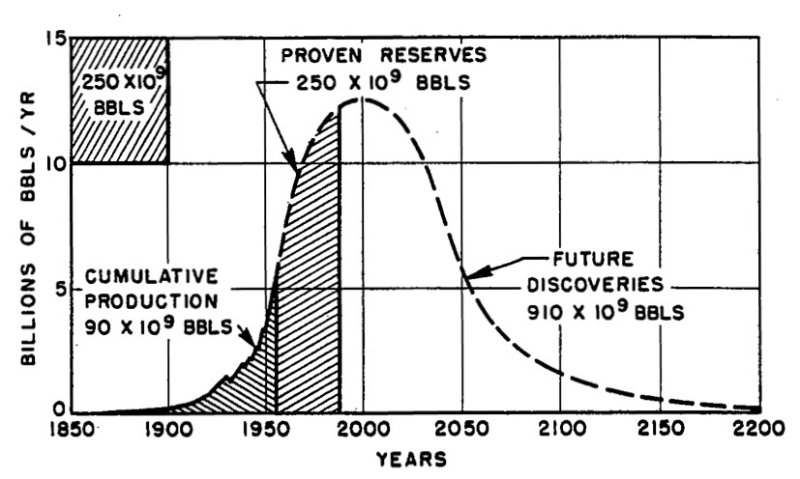 15
PROVEN RESERVES
250 X 10⁹ BBLS
250 X10⁹
BBLS
10
BILLIONS OF BBLS / YR
CUMULATIVE
PRODUCTION
90 X 10⁹ BBLS
FUTURE
DISCOVERIES
910 X 10⁹ BBLS
5
0
1850 1900 1950 2000 2050 2100 2150 2200
YEARS